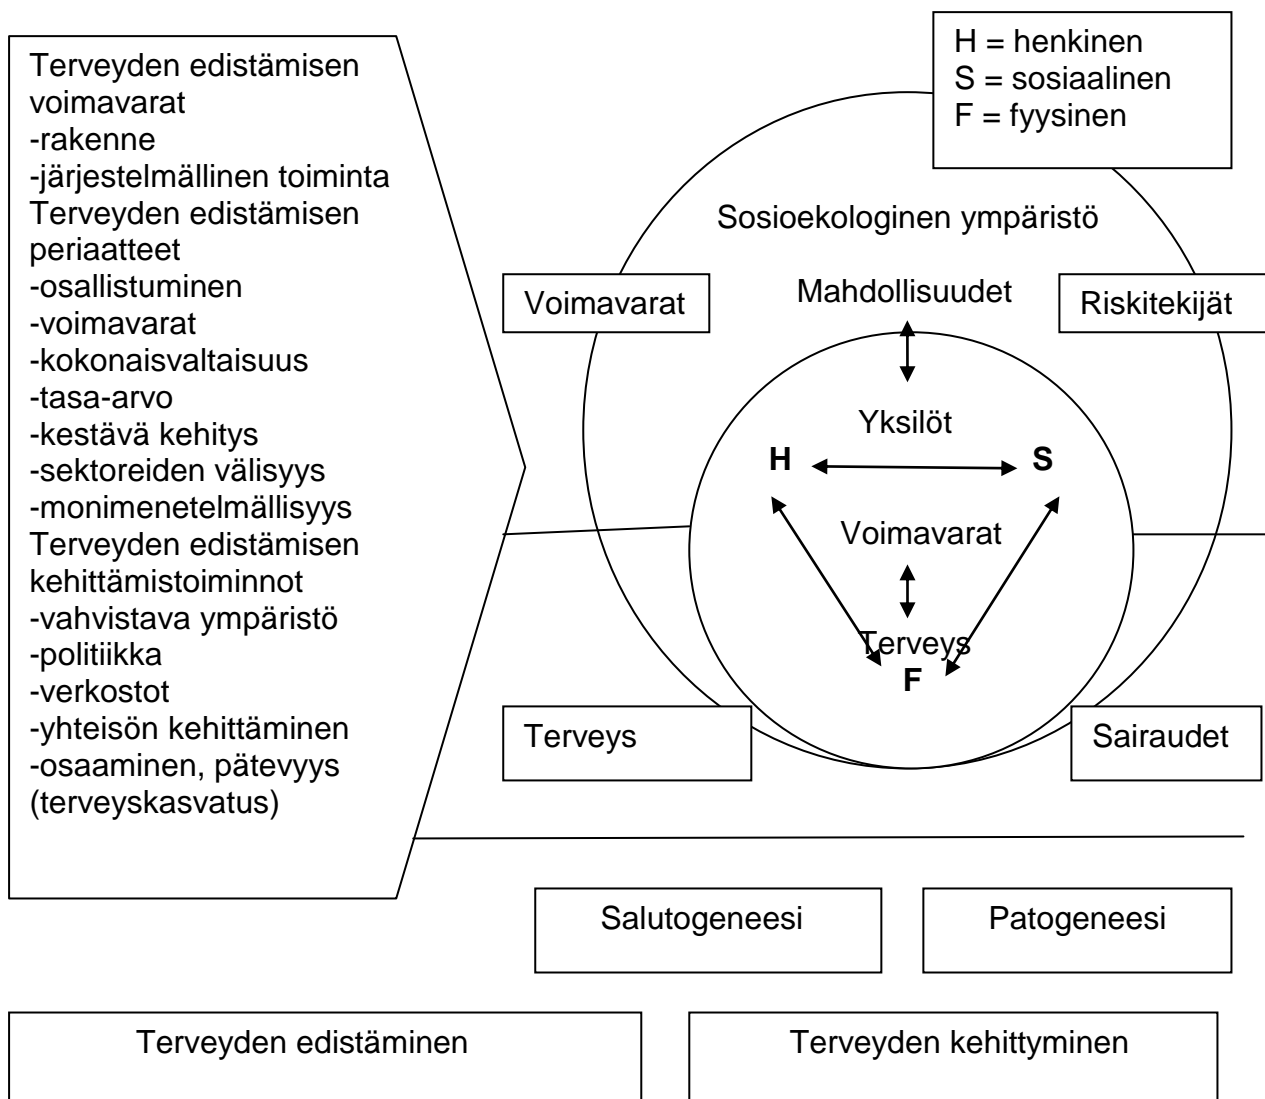 Terveyden edistämisen
voimavarat
-rakenne
-järjestelmällinen toiminta
Terveyden edistämisen
periaatteet
-osallistuminen
-voimavarat
-kokonaisvaltaisuus
-tasa-arvo
-kestävä kehitys
-sektoreiden välisyys
-monimenetelmällisyys
Terveyden edistämisen
kehittämistoiminnot
-vahvistava ympäristö
-politiikka
-verkostot
-yhteisön kehittäminen
-osaaminen, pätevyys
(terveyskasvatus)
H = henkinen
S = sosiaalinen
F = fyysinen
Sosioekologinen ympäristö
Voimavarat
Mahdollisuudet
Riskitekijät
Yksilöt
H
S
Voimavarat
Terveys
F
Terveys
Sairaudet
Salutogeneesi
Patogeneesi
Terveyden edistäminen
Terveyden kehittyminen